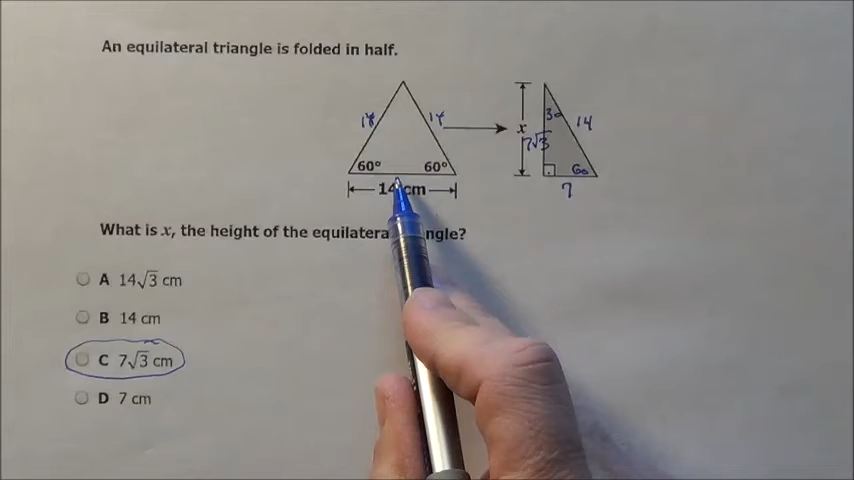 An equilateral triangle is folded in half.
14 14
60° 60°
14 cm
x 30 14
7√3
60
7
What is x, the height of the equilatera ngle?
A 14√3 cm
B 14 cm
C 7√3 cm
D 7 cm